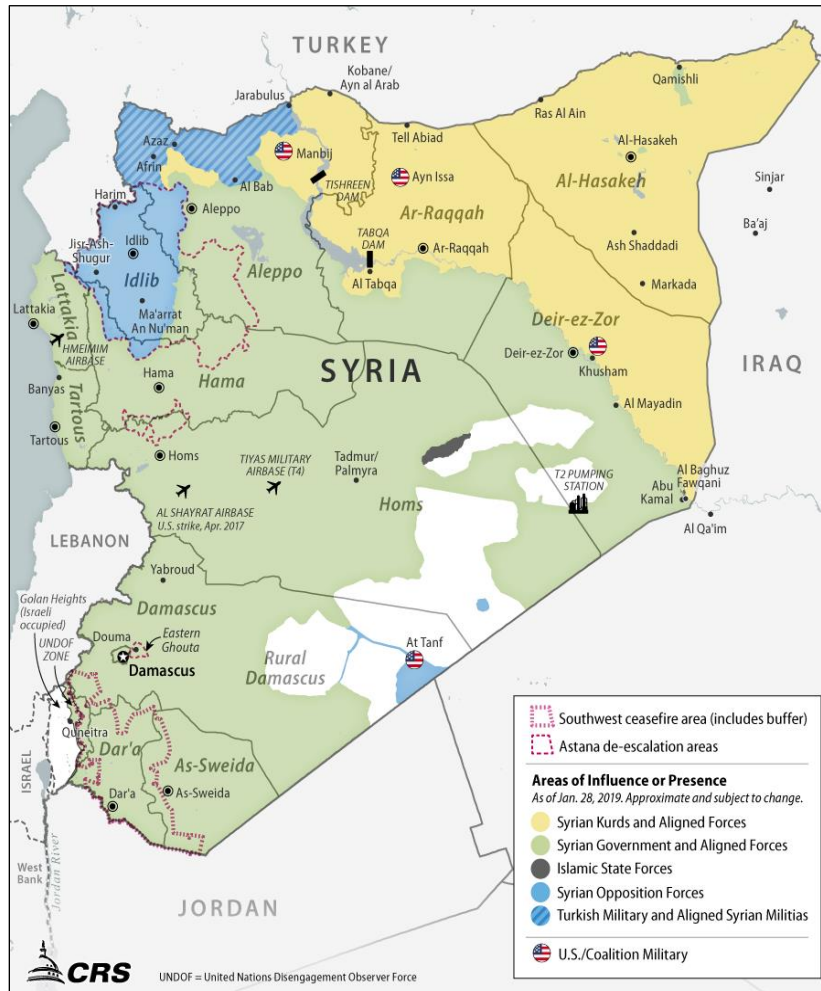 TURKEY
Kobane/
Ayn al Arab
Qamishli
Jarabulus
Ras Al Ain
Azaz
Tell Abiad
Manbij
Al-Hasakeh
Afrin
Ayn Issa
Al-Hasakeh
Sinjar
Al Bab
TISHREEN
DAM
Harim
Aleppo
Ar-Raqqah
Ba'aj
TABQA
DAM
Ar-Raqqah
Ash Shaddadi
Idlib
Jisr-Ash-
Shugur
Aleppo
Idlib
Al Tabqa
Markada
Lattakia
Ma'arrat
An Nu'man
Deir-ez-Zor
Lattakia
HMEIMIM
AIRBASE
Deir-ez-Zor
SYRIA
IRAQ
Khusham
Hama
Hama
Banyas
Tartous
Al Mayadin
Tartous
Homs
TIYAS MILITARY
AIRBASE (T4)
Tadmur/
Palmyra
T2 PUMPING
STATION
Al Baghuz
Fawqani
Abu
Kamal
Homs
AL SHAYRAT AIRBASE
U.S. strike, Apr. 2017
Al Qa'im
LEBANON
Yabroud
Golan Heights
(Israeli
occupied)
Damascus
UNDOF
ZONE
Douma
Eastern
Ghouta
At Tanf
Damascus
Rural
Damascus
Quneitra
ISRAEL
Dar'a
As-Sweida
Dar'a
As-Sweida
West
Bank
Jordan River
JORDAN
Southwest ceasefire area (includes buffer)
Astana de-escalation areas
Areas of Influence or Presence
As of Jan. 28, 2019. Approximate and subject to change.
Syrian Kurds and Aligned Forces
Syrian Government and Aligned Forces
Islamic State Forces
Syrian Opposition Forces
Turkish Military and Aligned Syrian Militias
U.S./Coalition Military
CRS
UNDOF = United Nations Disengagement Observer Force